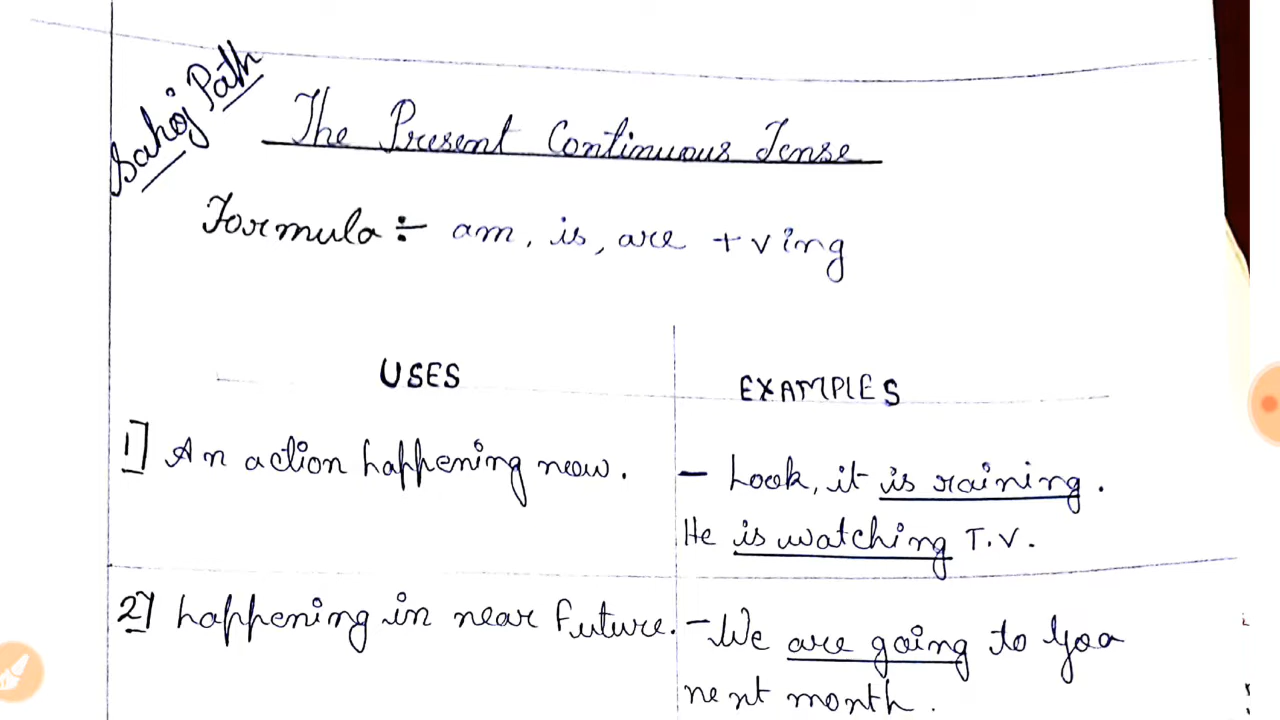 Sahoj Path
The Present Continuous Tense
Formula ÷ am, is, are + v ing
USES
EXAMPLES
1] An action happening now.
- Look, it is raining.
He is watching T.V.
2] happening in near future.
- We are going to Goa
next month.